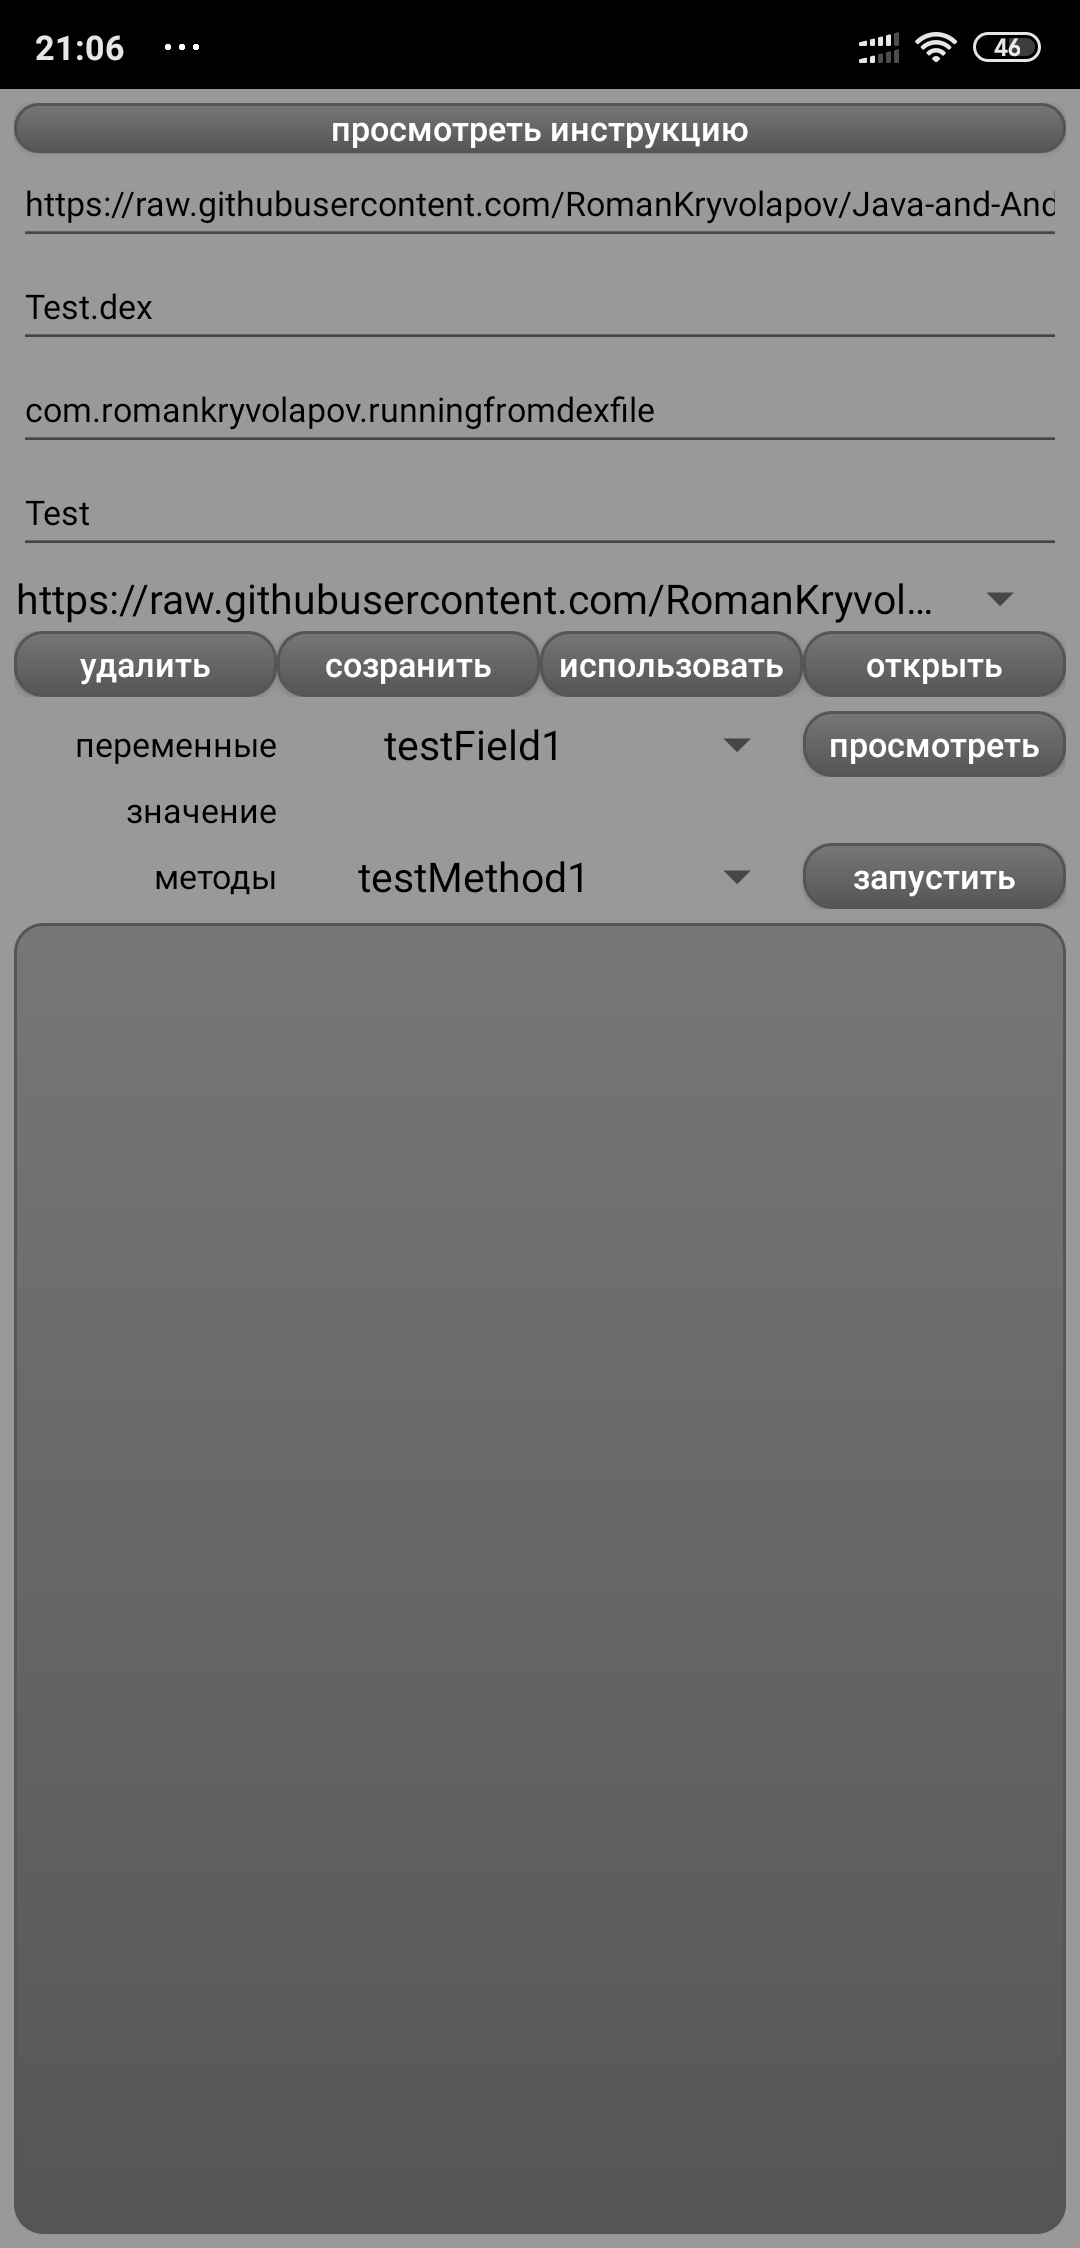 21:06 ... 46
просмотреть инструкцию
https://raw.githubusercontent.com/RomanKryvolapov/Java-and-And
Test.dex
com.romankryvolapov.runningfromdexfile
Test
https://raw.githubusercontent.com/RomanKryvol...
удалить созранить использовать открыть
переменные testField1 просмотреть
значение
методы testMethod1 запустить